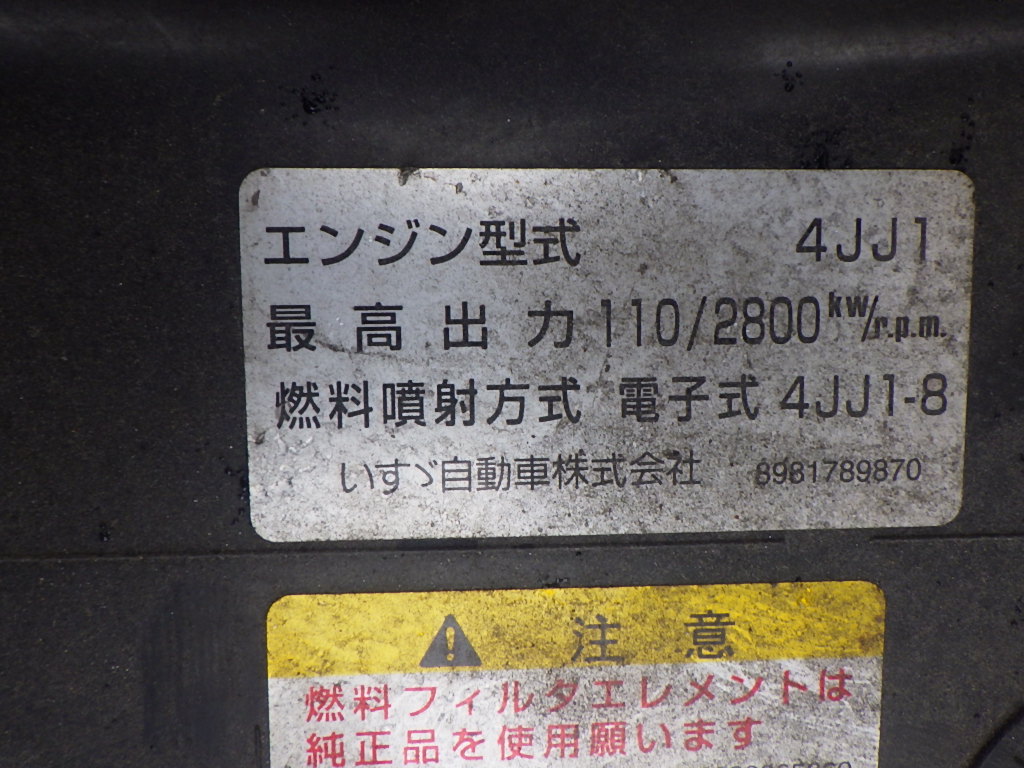 エンジン型式 4JJ1
最高出力 110/2800 kW/r.p.m.
燃料噴射方式 電子式 4JJ1-8
いすゞ自動車株式会社 8981789870
注意
燃料フィルタエレメントは
純正品を使用願います